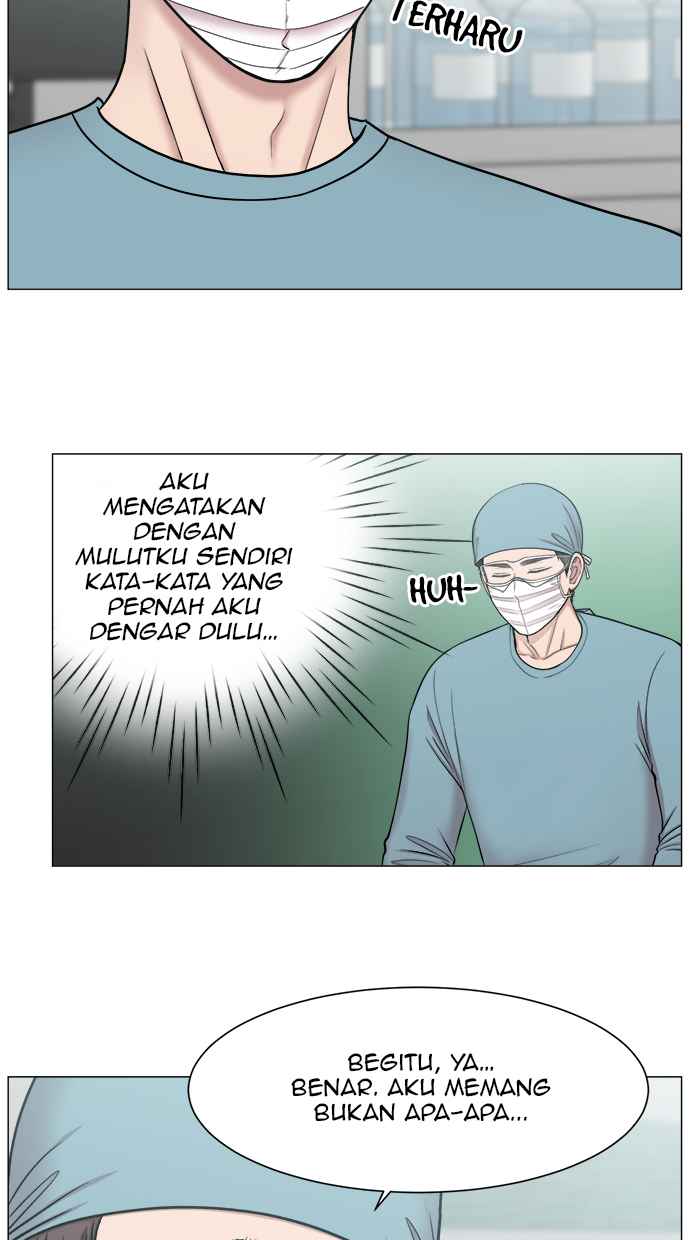 TERHARU
AKU
MENGATAKAN
DENGAN
MULUTKU SENDIRI
KATA-KATA YANG
PERNAH AKU
DENGAR DULU...
HUH-
BEGITU, YA...
BENAR. AKU MEMANG
BUKAN APA-APA...